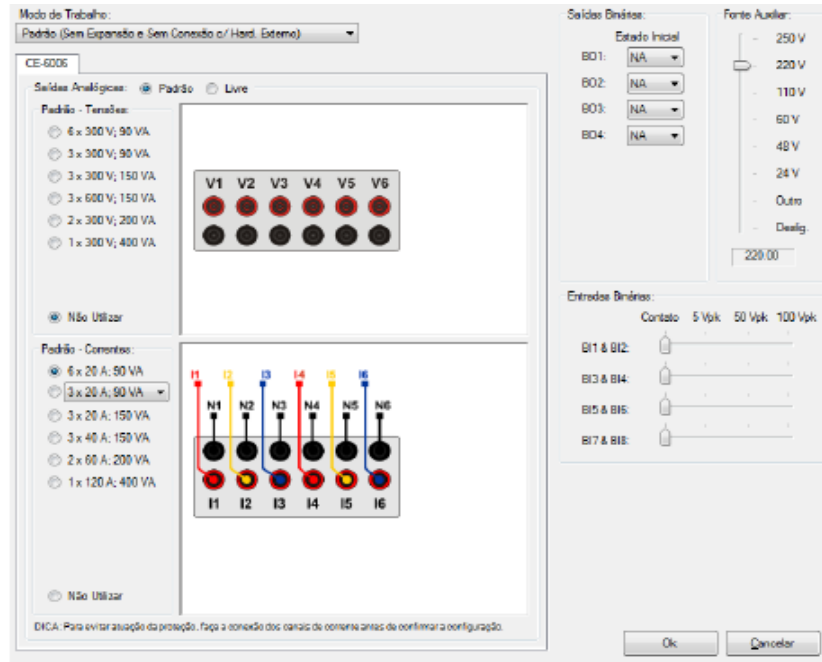 Modo de Trabalho:
Padrão (Sem Expansão e Sem Conexão c/ Hard. Externo)
CE-6006
Saídas Analógicas: Padrão Livre
Padrão - Tensões:
6 x 300 V; 90 VA
3 x 300 V; 90 VA
3 x 300 V; 150 VA
3 x 600 V; 150 VA
2 x 300 V; 200 VA
1 x 300 V; 400 VA
Não Utilizar
V1 V2 V3 V4 V5 V6
Padrão - Correntes:
6 x 20 A; 90 VA
3 x 20 A; 90 VA
3 x 20 A; 150 VA
3 x 40 A; 150 VA
2 x 60 A; 200 VA
1 x 120 A; 400 VA
Não Utilizar
I1 I2 I3 I4 I5 I6
N1 N2 N3 N4 N5 N6
I1 I2 I3 I4 I5 I6
DICA: Para evitar atuação da proteção, faça a conexão dos canais de corrente antes de confirmar a configuração.
Saídas Binárias:
Estado Inicial
BO1: NA
BO2: NA
BO3: NA
BO4: NA
Fonte Auxiliar:
250 V
220 V
110 V
60 V
48 V
24 V
Outro
Deslig.
220.00
Entradas Binárias:
Contato 5 Vpk 50 Vpk 100 Vpk
BI1 & BI2:
BI3 & BI4:
BI5 & BI6:
BI7 & BI8:
Ok
Cancelar